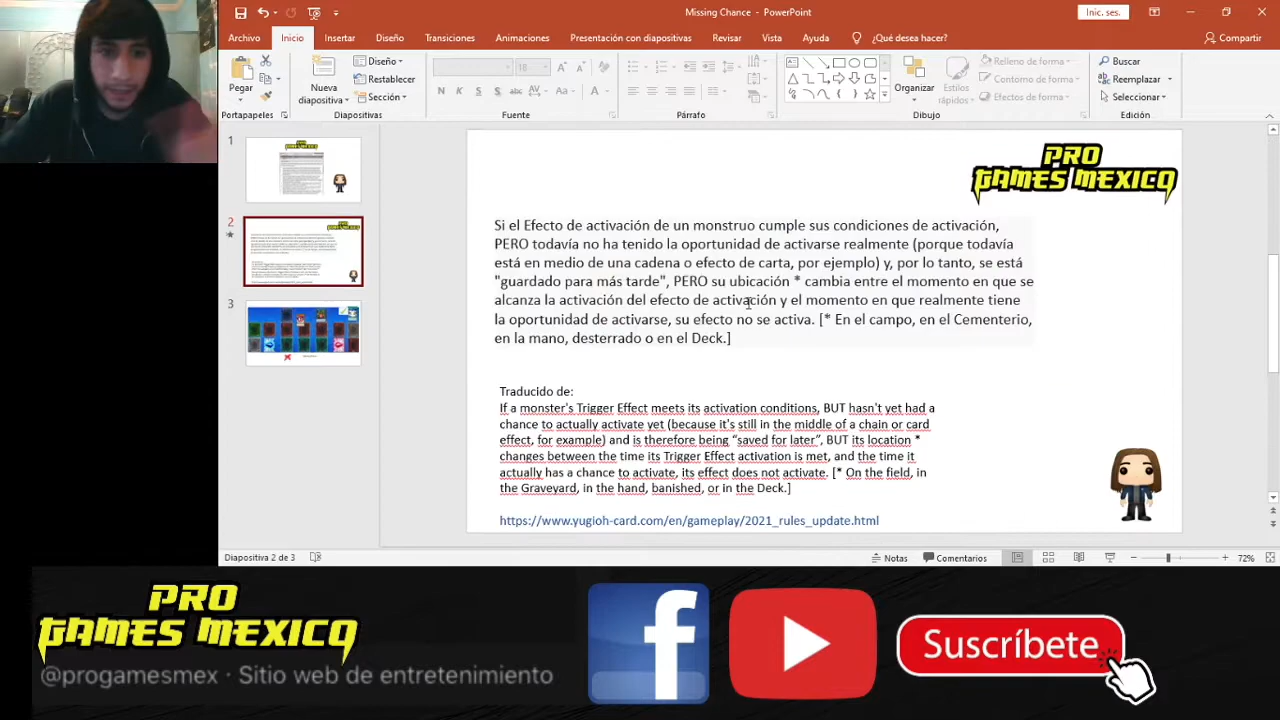 Missing Chance - PowerPoint
Inic. ses.
Archivo
Inicio
Insertar
Diseño
Transiciones
Animaciones
Presentación con diapositivas
Revisar
Vista
Ayuda
¿Qué desea hacer?
Compartir
Pegar
Nueva
diapositiva
Diseño
Restablecer
Sección
18
N
K
S
S
abc
AV
Aa
A
Organizar
Estilos
rápidos
Relleno de forma
Contorno de forma
Efectos de forma
Buscar
Reemplazar
Seleccionar
Portapapeles
Diapositivas
Fuente
Párrafo
Dibujo
Edición
1
2
3
PRO
GAMES MEXICO
Si el Efecto de activación de un monstruo cumple sus condiciones de activación,
PERO todavía no ha tenido la oportunidad de activarse realmente (porque todavía
está en medio de una cadena o efecto de carta, por ejemplo) y, por lo tanto, se está
"guardado para más tarde", PERO su ubicación * cambia entre el momento en que se
alcanza la activación del efecto de activación y el momento en que realmente tiene
la oportunidad de activarse, su efecto no se activa. [* En el campo, en el Cementerio,
en la mano, desterrado o en el Deck.]
Traducido de:
If a monster's Trigger Effect meets its activation conditions, BUT hasn't yet had a
chance to actually activate yet (because it's still in the middle of a chain or card
effect, for example) and is therefore being “saved for later”, BUT its location *
changes between the time its Trigger Effect activation is met, and the time it
actually has a chance to activate, its effect does not activate. [* On the field, in
the Graveyard, in the hand, banished, or in the Deck.]
https://www.yugioh-card.com/en/gameplay/2021_rules_update.html
Diapositiva 2 de 3
Notas
Comentarios
72%
PRO
GAMES MEXICO
@progamesmex · Sitio web de entretenimiento
f
Suscríbete